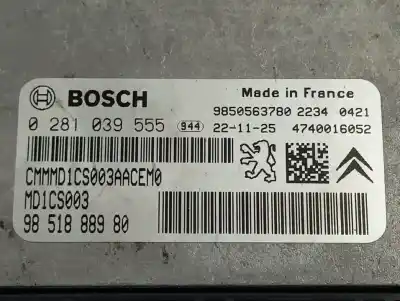 BOSCH
Made in France
9850563780 2234 0421
0 281 039 555 944 22-11-25 4740016052
CMMMD1CS003AACEM0
MD1CS003
98 518 889 80